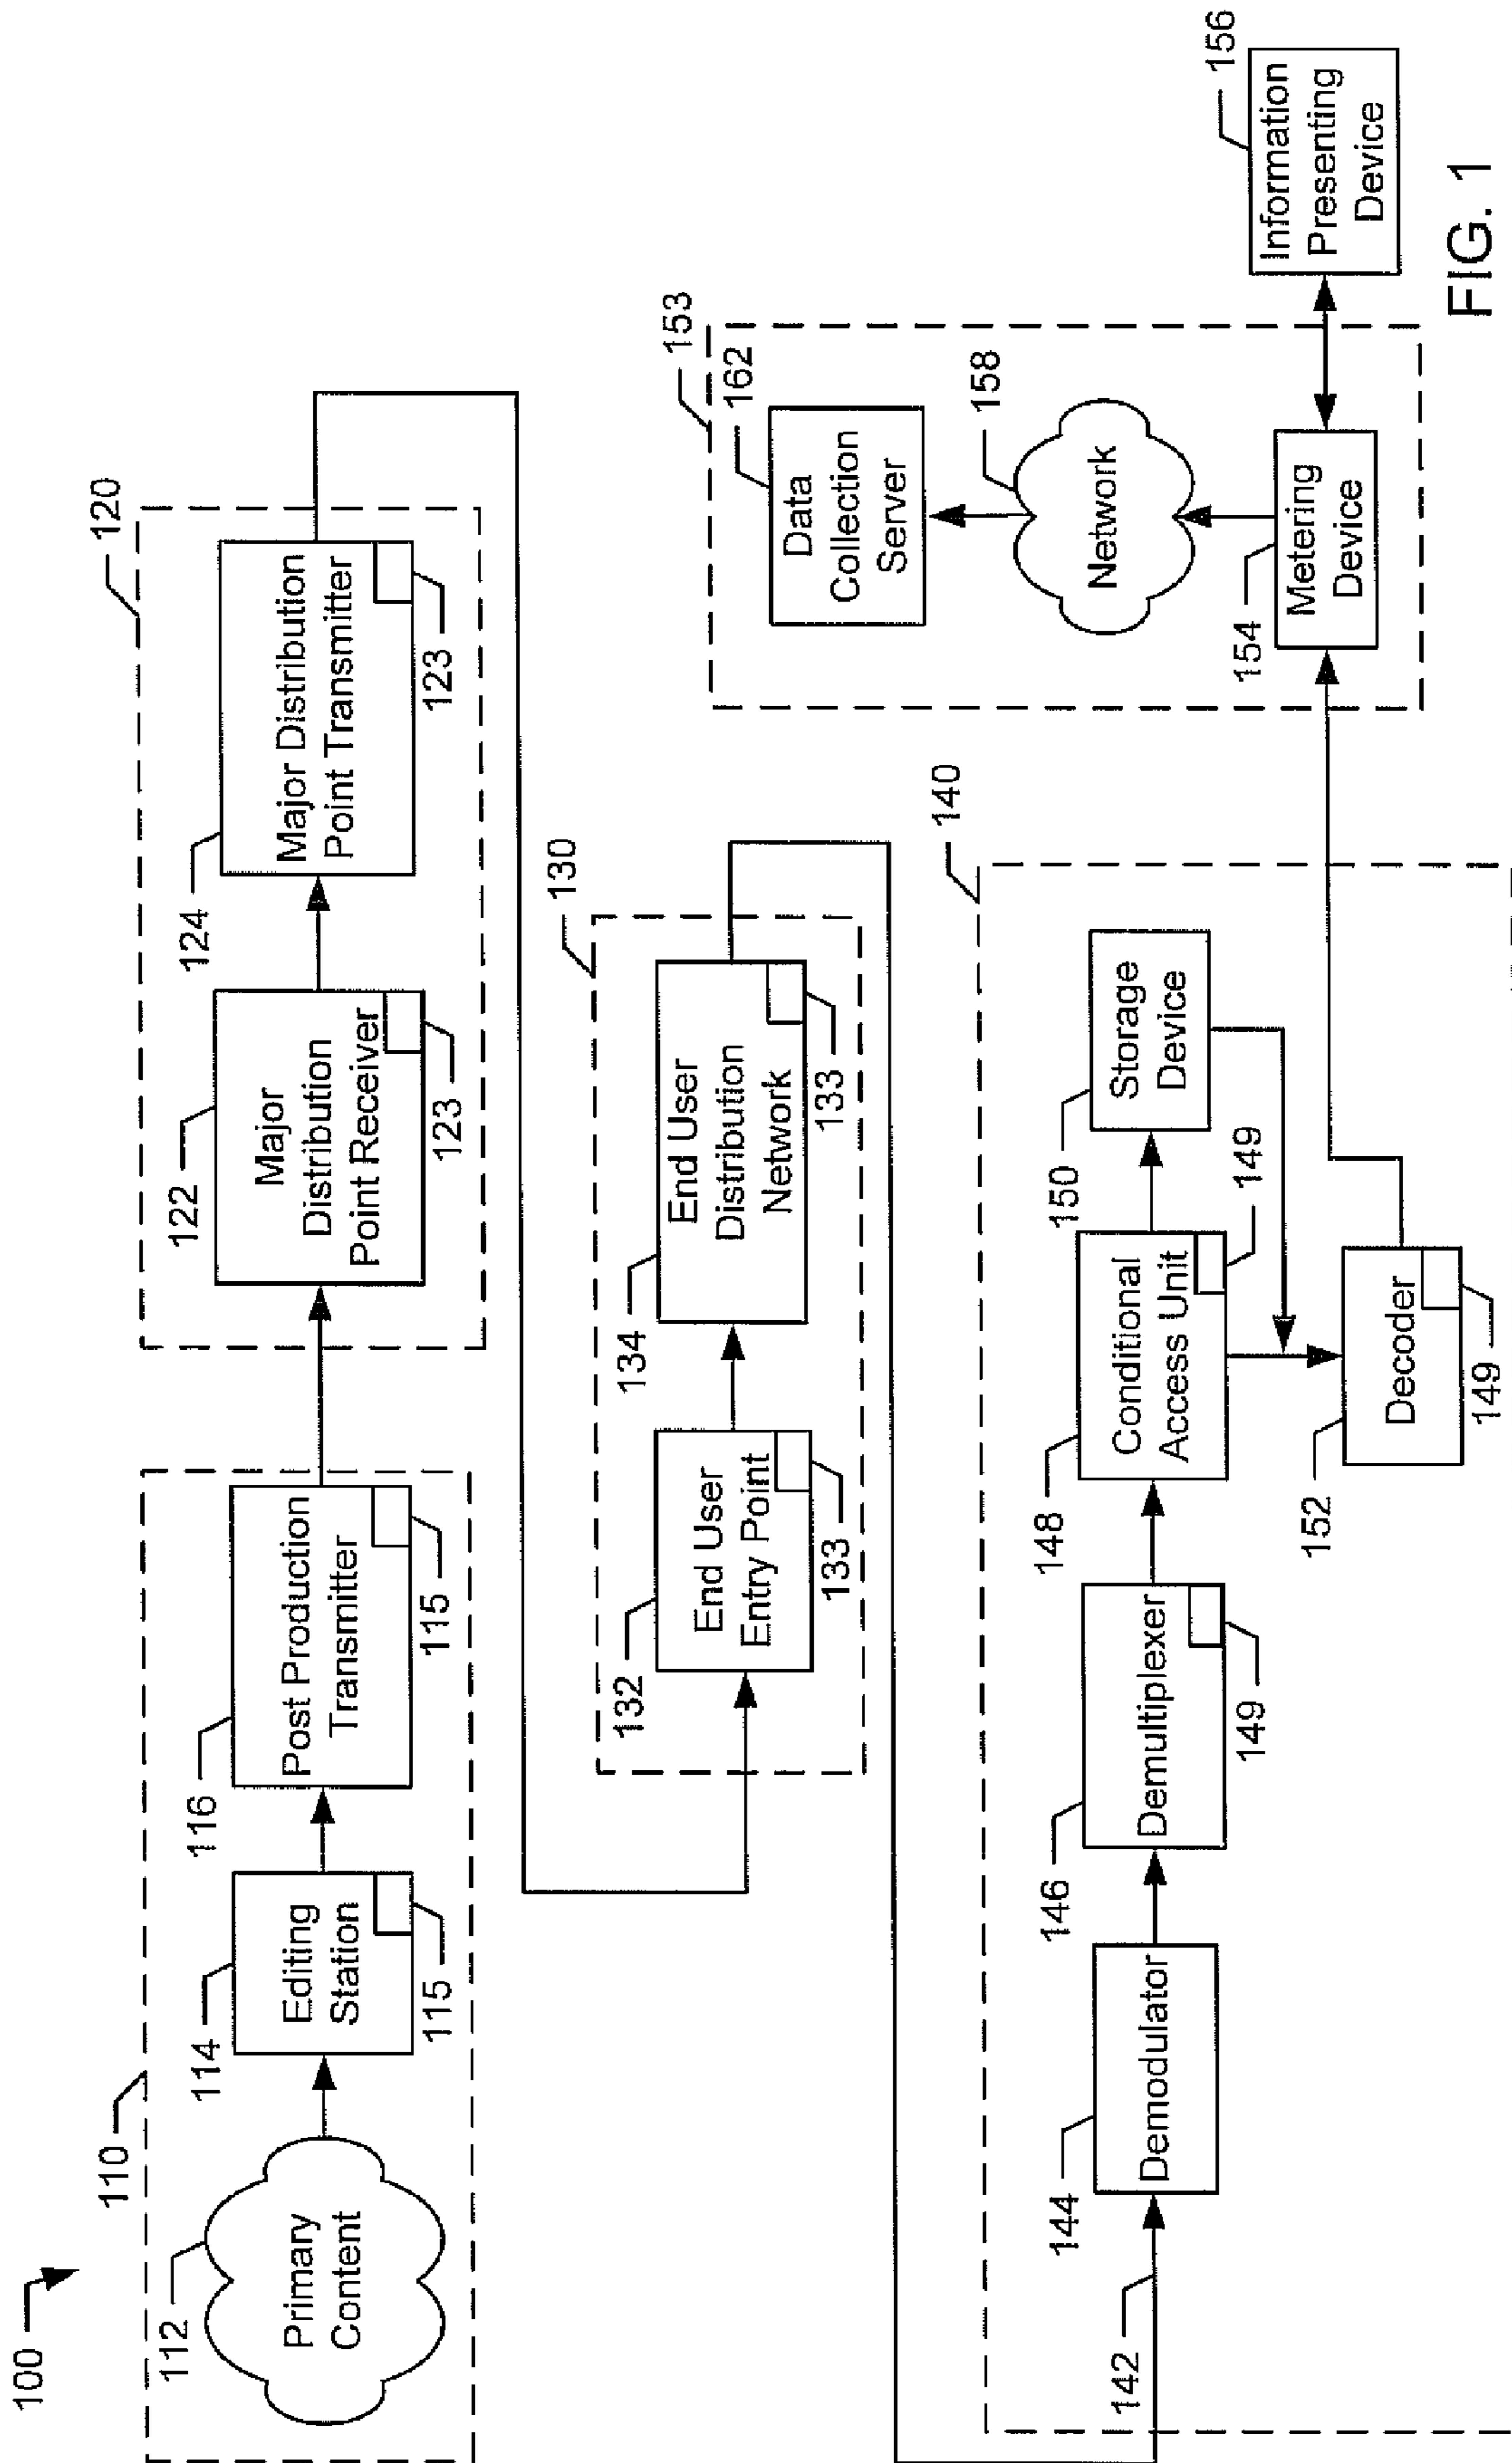 100
110
120
112
Primary
Content
114
Editing
Station
115
116
Post Production
Transmitter
115
122
Major
Distribution
Point Receiver
123
124
Major Distribution
Point Transmitter
123
130
132
End User
Entry Point
133
134
End User
Distribution
Network
133
153
162
Data
Collection
Server
158
Network
154
Metering
Device
156
Information
Presenting
Device
140
142
144
Demodulator
146
Demultiplexer
149
148
Conditional
Access Unit
149
150
Storage
Device
152
Decoder
149
FIG. 1